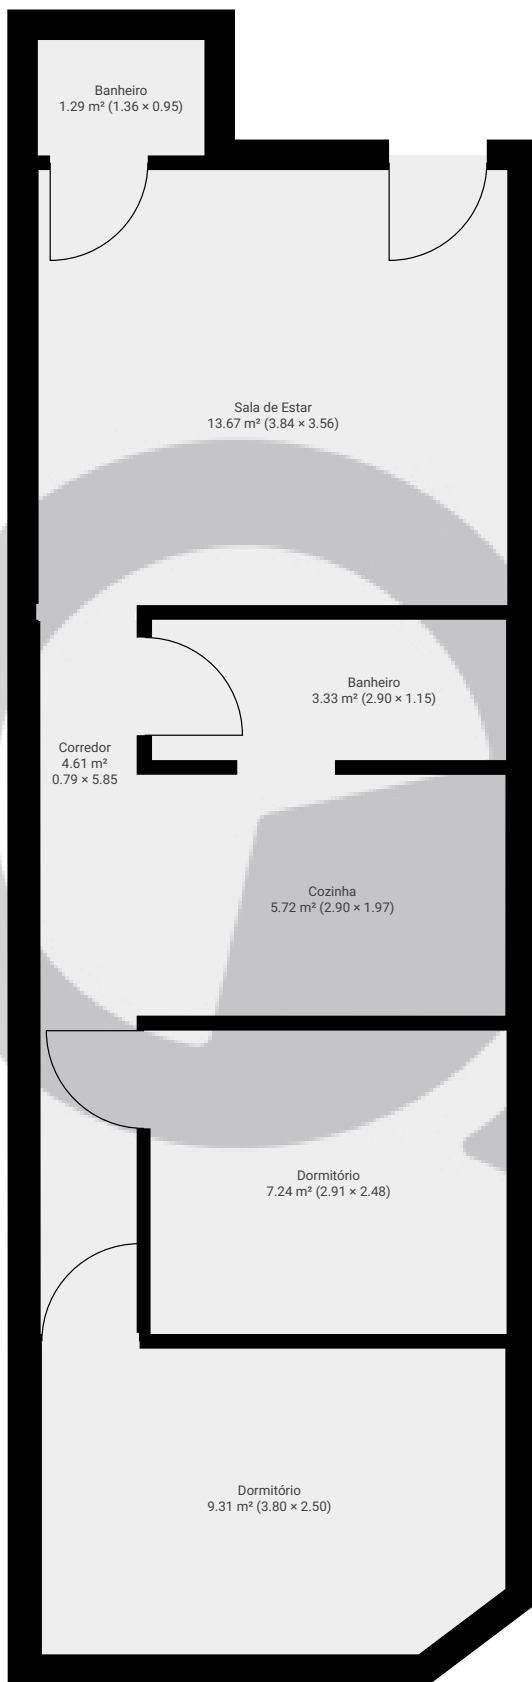 Banheiro
1.29 m² (1.36 × 0.95)
Sala de Estar
13.67 m² (3.84 × 3.56)
Banheiro
3.33 m² (2.90 × 1.15)
Corredor
4.61 m²
0.79 × 5.85
Cozinha
5.72 m² (2.90 × 1.97)
Dormitório
7.24 m² (2.91 × 2.48)
Dormitório
9.31 m² (3.80 × 2.50)